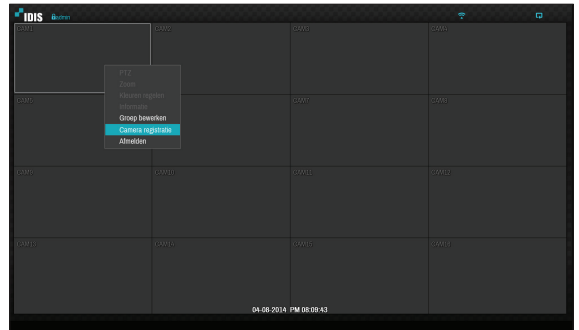 IDIS admin
CAM1 CAM2 CAM3 CAM4
PTZ
Zoom
Kleuren regelen
Informatie
Groep bewerken
Camera registratie
Afmelden
CAM5 CAM7 CAM8
CAM9 CAM10 CAM11 CAM12
CAM13 CAM14 CAM15 CAM16
04-08-2014 PM 08:09:43